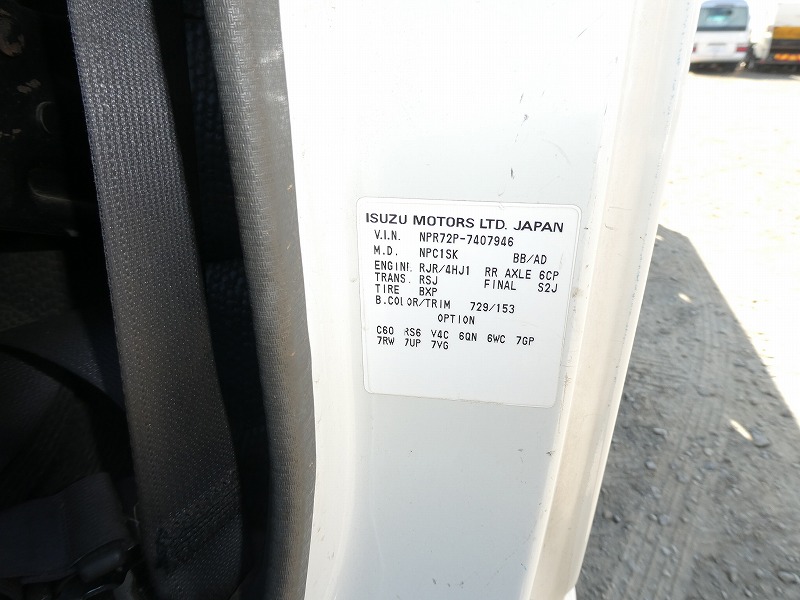 ISUZU MOTORS LTD. JAPAN
V.I.N. NPR72P-7407946
M.D. NPC1SK BB/AD
ENGINE RJR/4HJ1 RR AXLE 6CP
TRANS. RSJ FINAL S2J
TIRE BXP
B.COLOR/TRIM 729/153
OPTION
C60 RS6 V4C 6QN 6WC 7GP
7RW 7UP 7VG